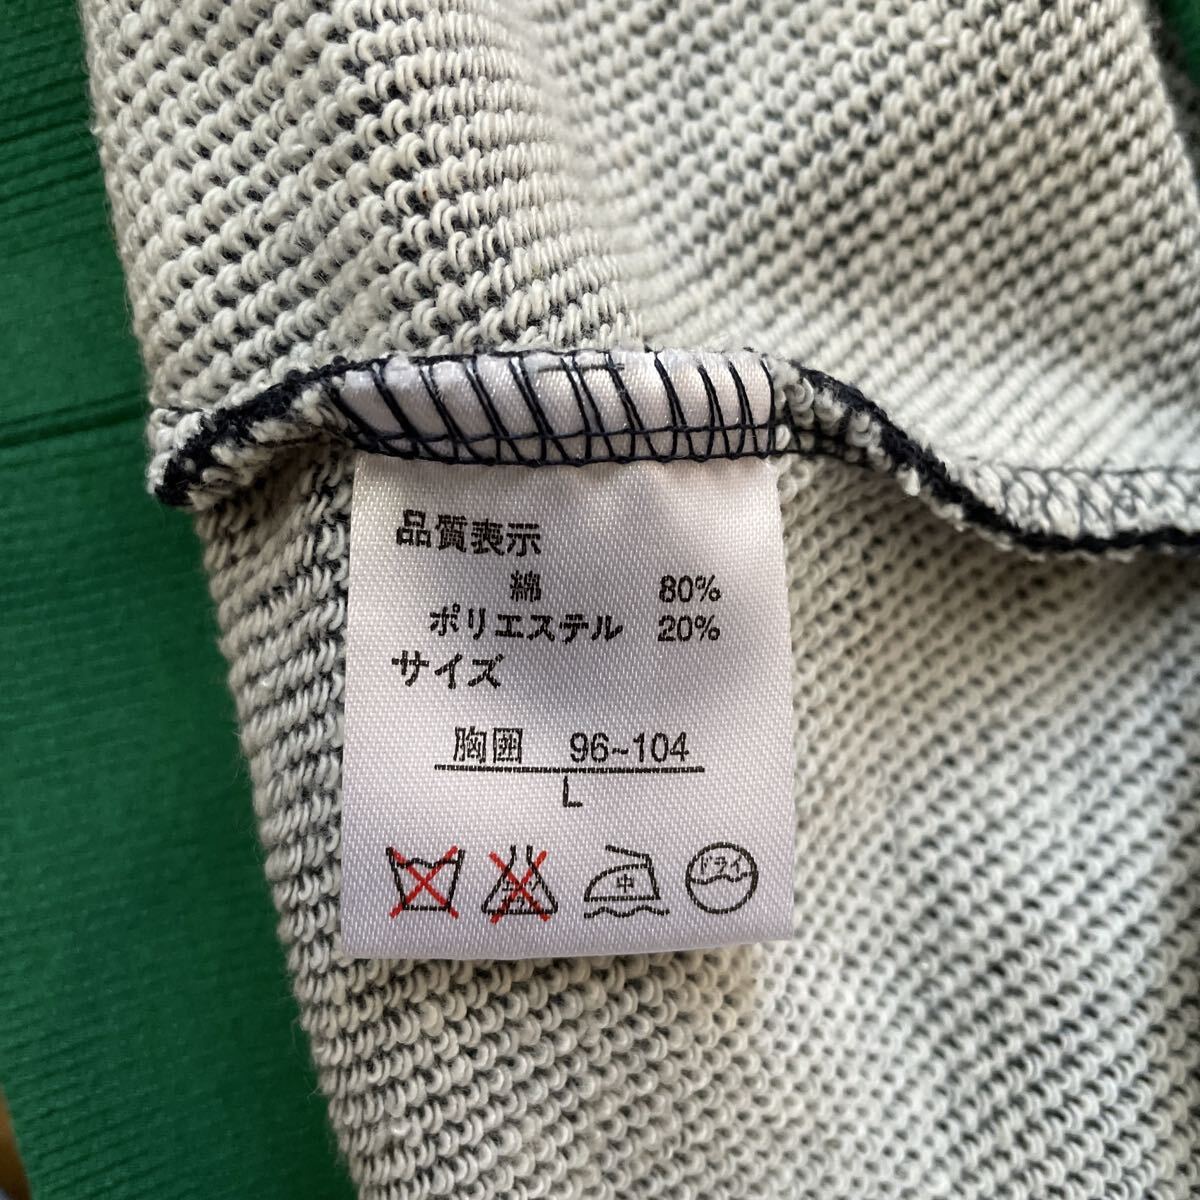 品質表示
綿 80%
ポリエステル 20%
サイズ
胸囲 96~104
L
中 ドライ